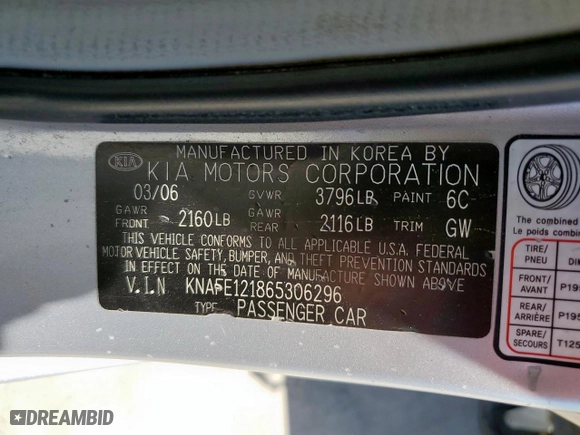 MANUFACTURED IN KOREA BY
KIA KIA MOTORS CORPORATION
03/06 GVWR 3796LB PAINT 6C
GAWR FRONT 2160LB GAWR REAR 2116LB TRIM GW
THIS VEHICLE CONFORMS TO ALL APPLICABLE U.S.A. FEDERAL
MOTOR VEHICLE SAFETY, BUMPER, AND THEFT PREVENTION STANDARDS
IN EFFECT ON THE DATE OF MANUFACTURE SHOWN ABOVE
V.I.N KNAFE121865306296
TYPE PASSENGER CAR
The combined
TIRE/
PNEU
FRONT/
AVANT P195
REAR/
ARRIÈRE P195
SPARE/
SECOURS T125
DREAMBID